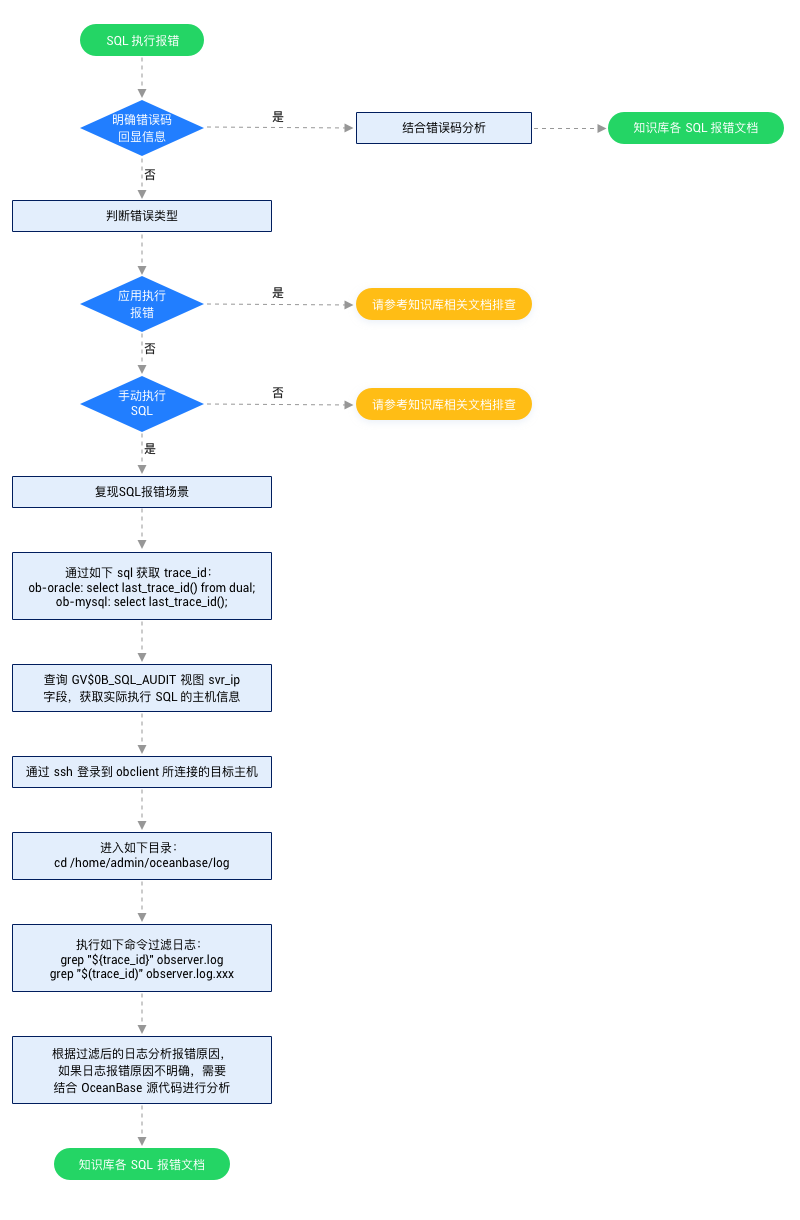 SQL 执行报错
明确错误码
回显信息
是
结合错误码分析
知识库各 SQL 报错文档
否
判断错误类型
应用执行
报错
是
请参考知识库相关文档排查
否
手动执行
SQL
否
请参考知识库相关文档排查
是
复现SQL报错场景
通过如下 sql 获取 trace_id：
ob-oracle: select last_trace_id() from dual;
ob-mysql: select last_trace_id();
查询 GV$0B_SQL_AUDIT 视图 svr_ip
字段，获取实际执行 SQL 的主机信息
通过 ssh 登录到 obclient 所连接的目标主机
进入如下目录：
cd /home/admin/oceanbase/log
执行如下命令过滤日志：
grep "${trace_id}" observer.log
grep "$(trace_id)" observer.log.xxx
根据过滤后的日志分析报错原因，
如果日志报错原因不明确，需要
结合 OceanBase 源代码进行分析
知识库各 SQL 报错文档